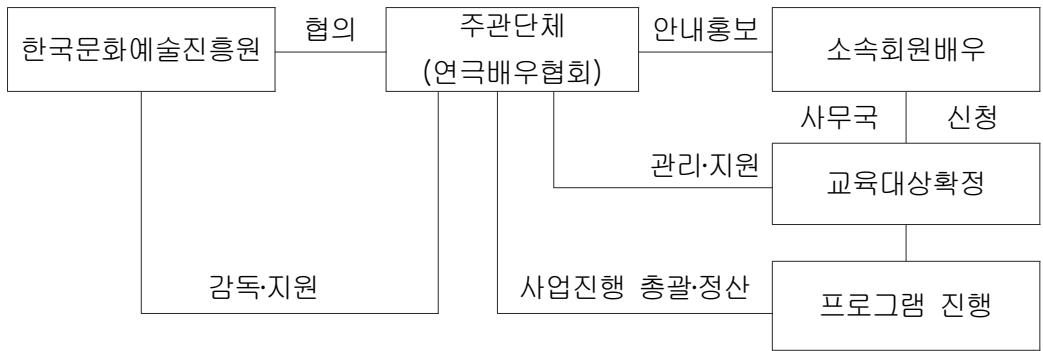 한국문화예술진흥원
협의
주관단체
(연극배우협회)
안내홍보
소속회원배우
사무국 신청
관리·지원
교육대상확정
감독·지원
사업진행 총괄·정산
프로그램 진행